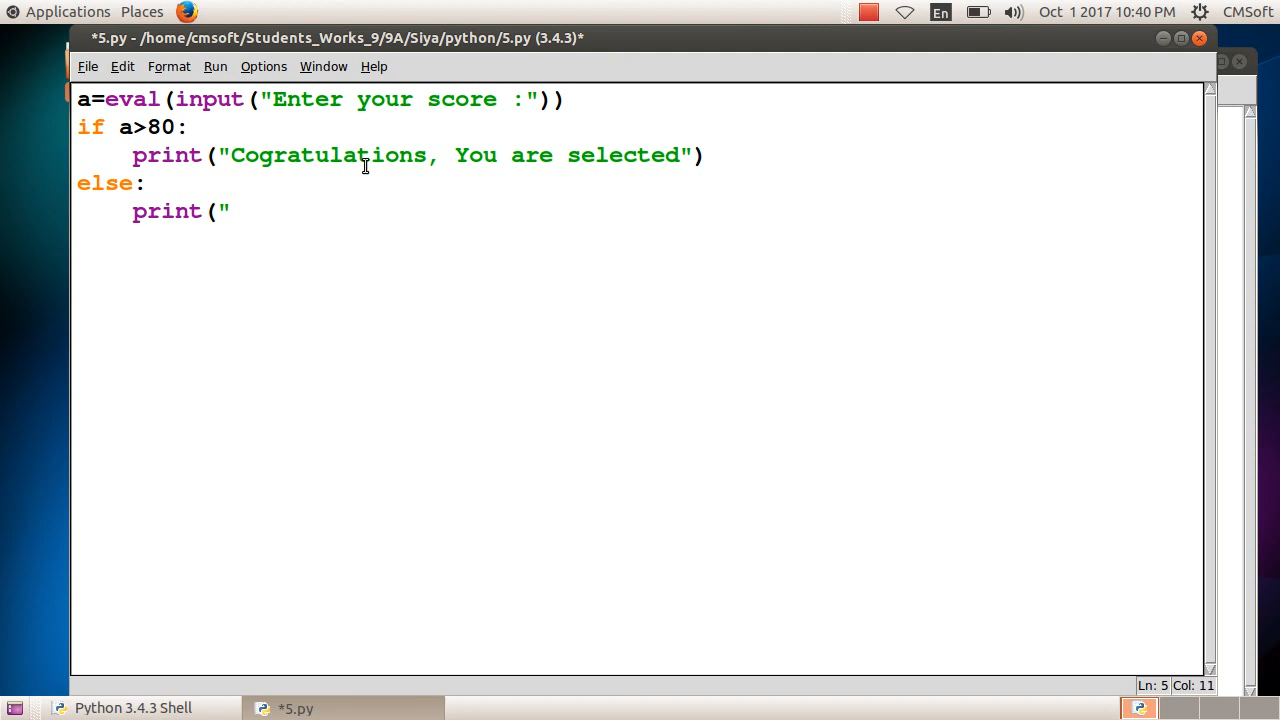 Applications Places En Oct 1 2017 10:40 PM CMSoft
*5.py - /home/cmsoft/Students_Works_9/9A/Siya/python/5.py (3.4.3)*
File Edit Format Run Options Window Help
a=eval(input("Enter your score :"))
if a>80:
    print("Cogratulations, You are selected")
else:
    print("
Ln: 5 Col: 11
Python 3.4.3 Shell *5.py